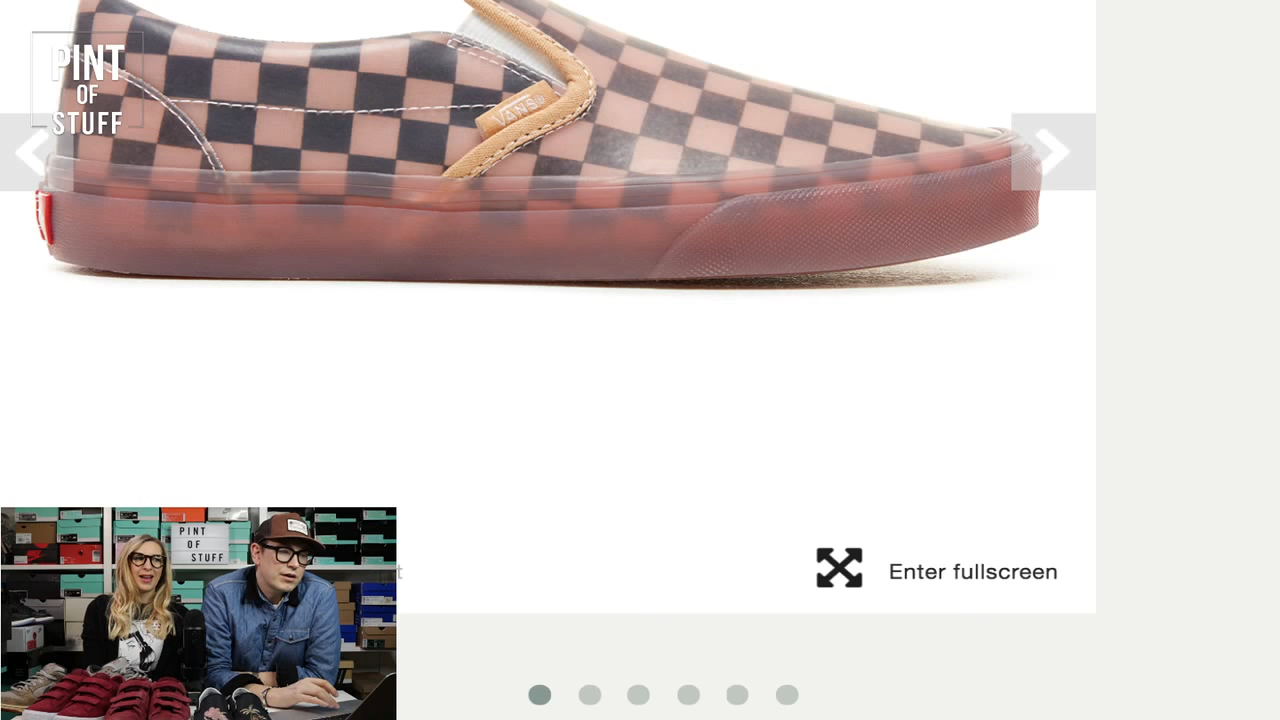 PINT
OF
STUFF
VANS
Enter fullscreen
t
PINT
OF
STUFF